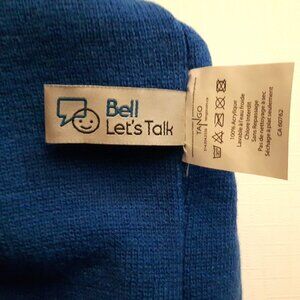 Bell
Let's Talk
TANGO
100% Acrylique
Lavable à l'eau froide
Chlore Interdit
Sans Repassage
Pas de nettoyage à sec
Séchage à plat seulement
CA 60782